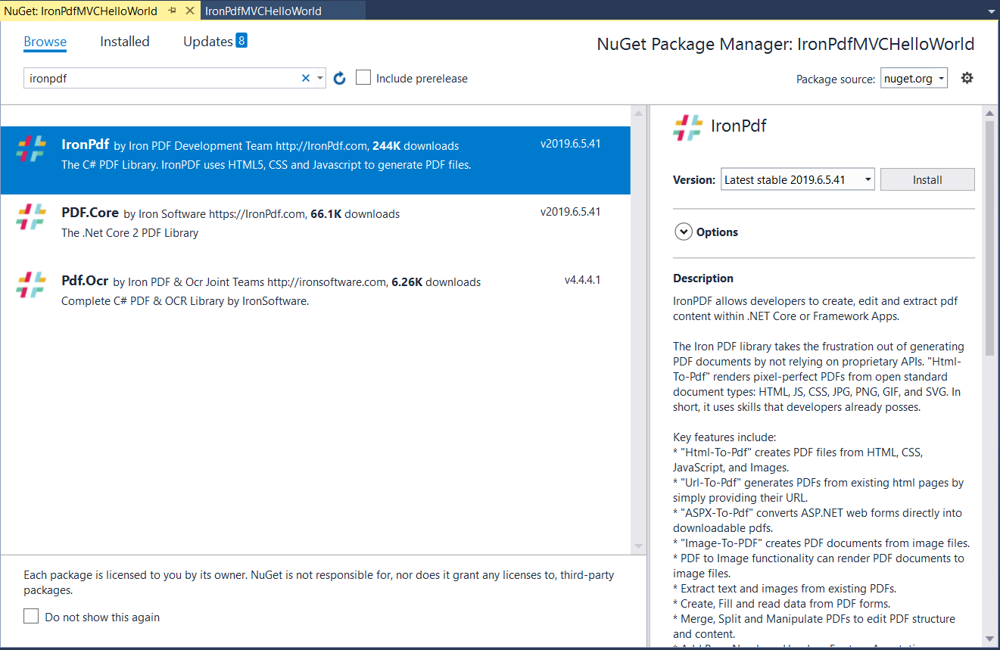 NuGet: IronPdfMVCHelloWorld
IronPdfMVCHelloWorld
Browse
Installed
Updates 8
NuGet Package Manager: IronPdfMVCHelloWorld
ironpdf
Include prerelease
Package source: nuget.org
IronPdf by Iron PDF Development Team http://IronPdf.com, 244K downloads
v2019.6.5.41
The C# PDF Library. IronPDF uses HTML5, CSS and Javascript to generate PDF files.
PDF.Core by Iron Software https://IronPdf.com, 66.1K downloads
v2019.6.5.41
The .Net Core 2 PDF Library
Pdf.Ocr by Iron PDF & Ocr Joint Teams http://ironsoftware.com, 6.26K downloads
v4.4.4.1
Complete C# PDF & OCR Library by IronSoftware.
Each package is licensed to you by its owner. NuGet is not responsible for, nor does it grant any licenses to, third-party
packages.
Do not show this again
IronPdf
Version: Latest stable 2019.6.5.41
Install
Options
Description
IronPDF allows developers to create, edit and extract pdf
content within .NET Core or Framework Apps.
The Iron PDF library takes the frustration out of generating
PDF documents by not relying on proprietary APIs. "Html-
To-Pdf" renders pixel-perfect PDFs from open standard
document types: HTML, JS, CSS, JPG, PNG, GIF, and SVG. In
short, it uses skills that developers already posses.
Key features include:
* "Html-To-Pdf" creates PDF files from HTML, CSS,
JavaScript, and Images.
* "Url-To-Pdf" generates PDFs from existing html pages by
simply providing their URL.
* "ASPX-To-Pdf" converts ASP.NET web forms directly into
downloadable pdfs.
* "Image-To-PDF" creates PDF documents from image files.
* PDF to Image functionality can render PDF documents to
image files.
* Extract text and images from existing PDFs.
* Create, Fill and read data from PDF forms.
* Merge, Split and Manipulate PDFs to edit PDF structure
and content.